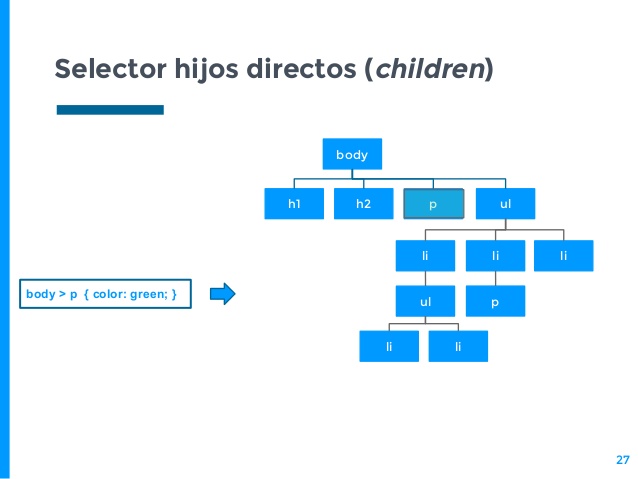 Selector hijos directos (children)
body
h1 h2 p ul
li li li
body > p { color: green; }
ul p
li li
27